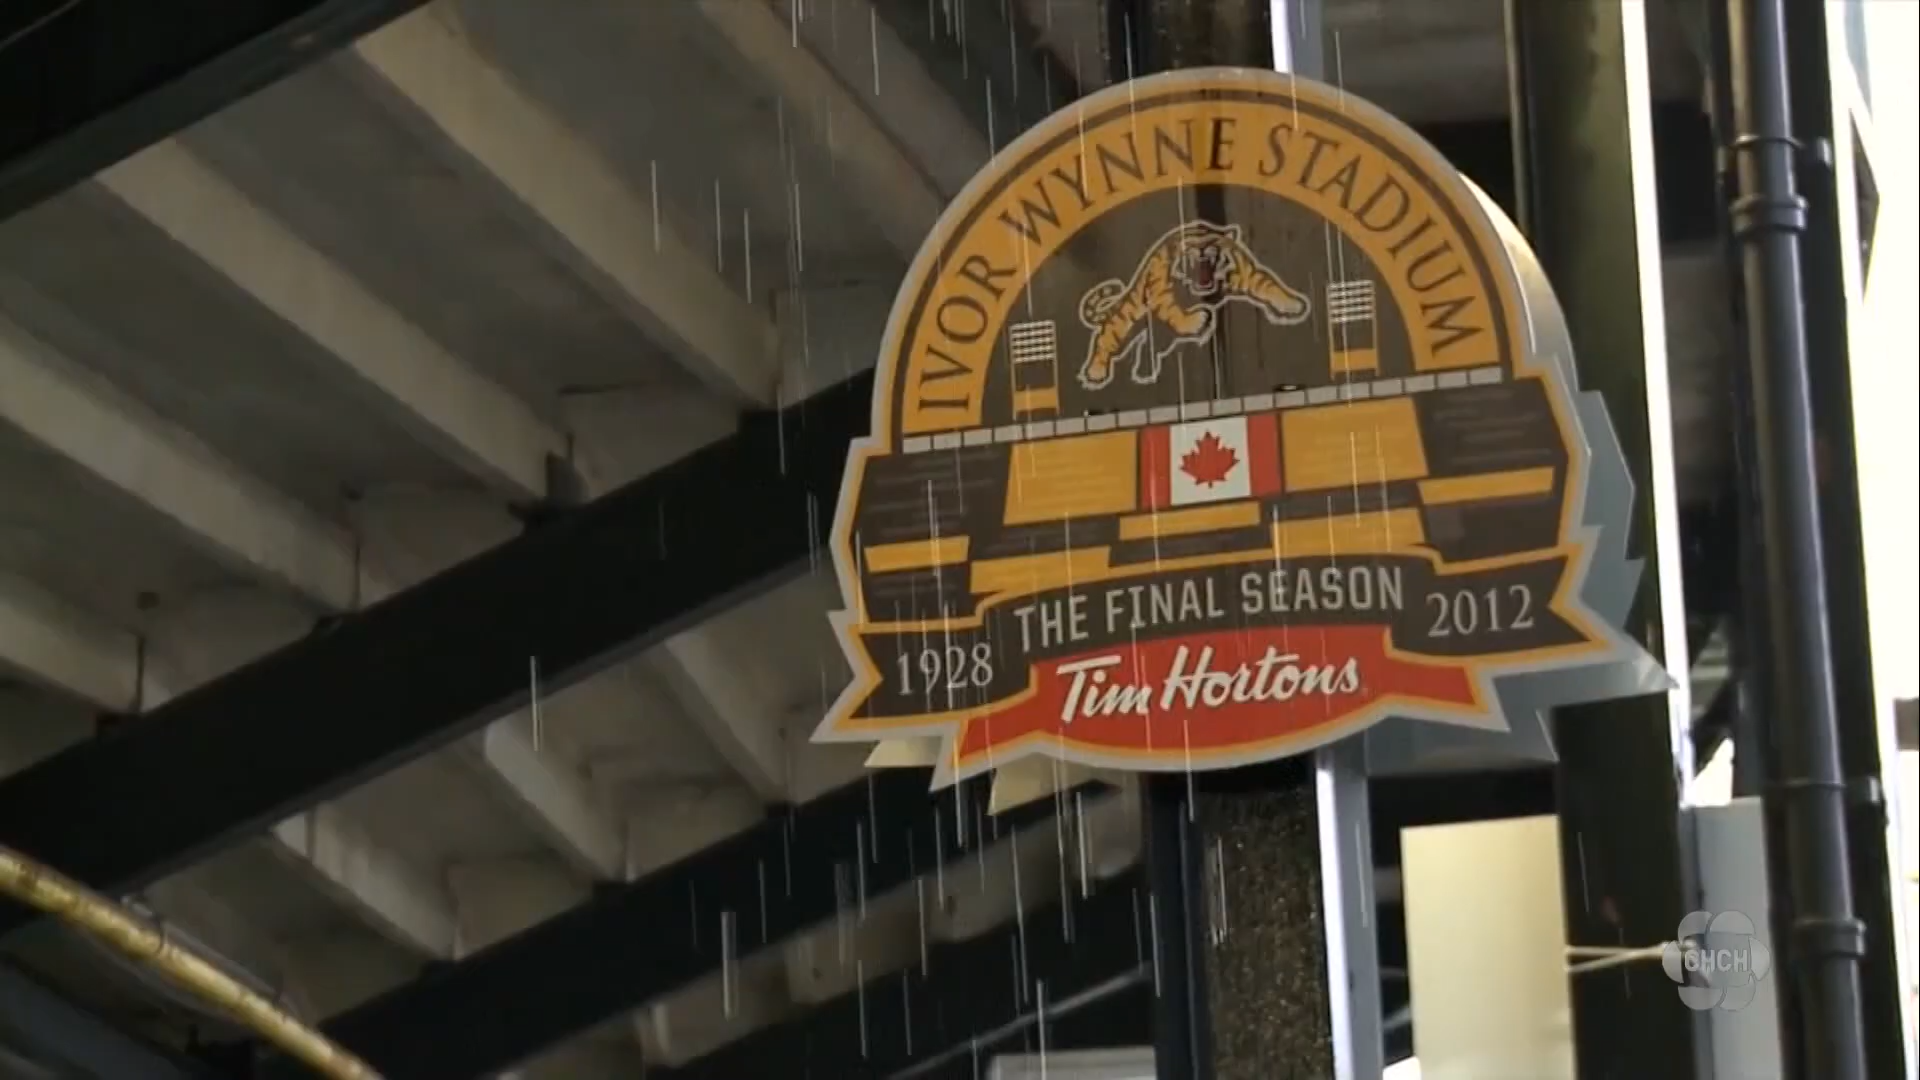 IVOR WYNNE STADIUM
THE FINAL SEASON
1928
2012
Tim Hortons
CHCH